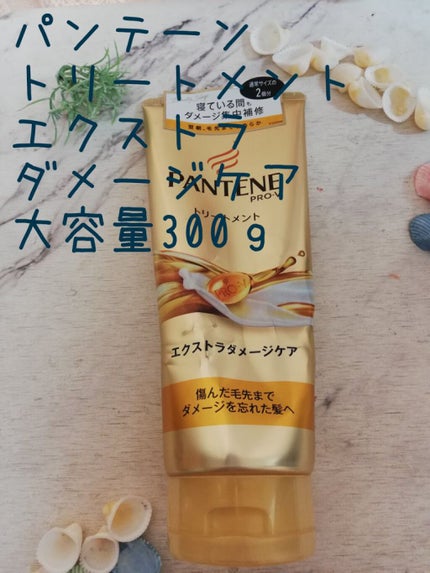 パンテーン
トリートメント
エクストラ
ダメージケア
大容量300g
通常サイズの
2個分
寝ている間も
ダメージ集中補修
PANTENE
PRO-V
トリートメント
PRO-V
エクストラダメージケア
傷んだ毛先まで
ダメージを忘れた髪へ